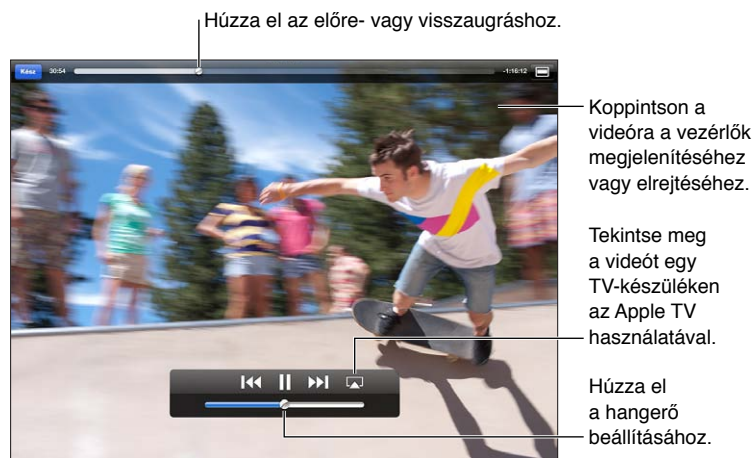 Húzza el az előre- vagy visszaugráshoz.
Kész 30:54 -1:16:12
Koppintson a
videóra a vezérlők
megjelenítéséhez
vagy elrejtéséhez.
Tekintse meg
a videót egy
TV-készüléken
az Apple TV
használatával.
Húzza el
a hangerő
beállításához.